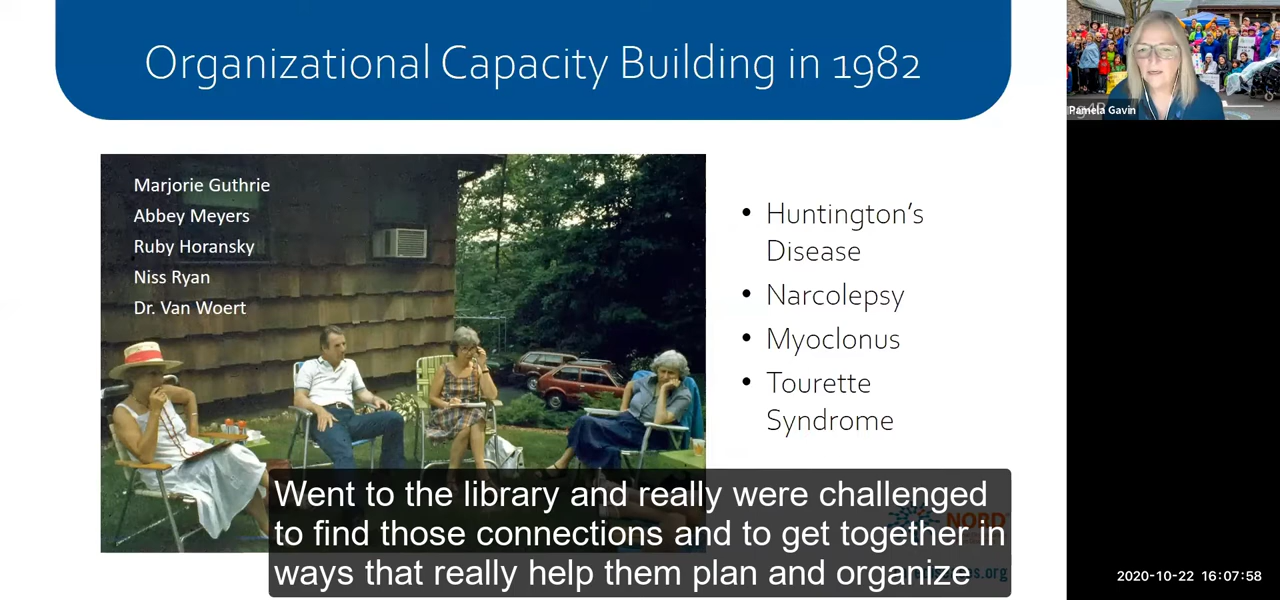 Organizational Capacity Building in 1982
Marjorie Guthrie
Abbey Meyers
Ruby Horansky
Niss Ryan
Dr. Van Woert
• Huntington's
Disease
• Narcolepsy
• Myoclonus
• Tourette
Syndrome
Pamela Gavin
Went to the library and really were challenged
to find those connections and to get together in
ways that really help them plan and organize
NORD
2020-10-22 16:07:58